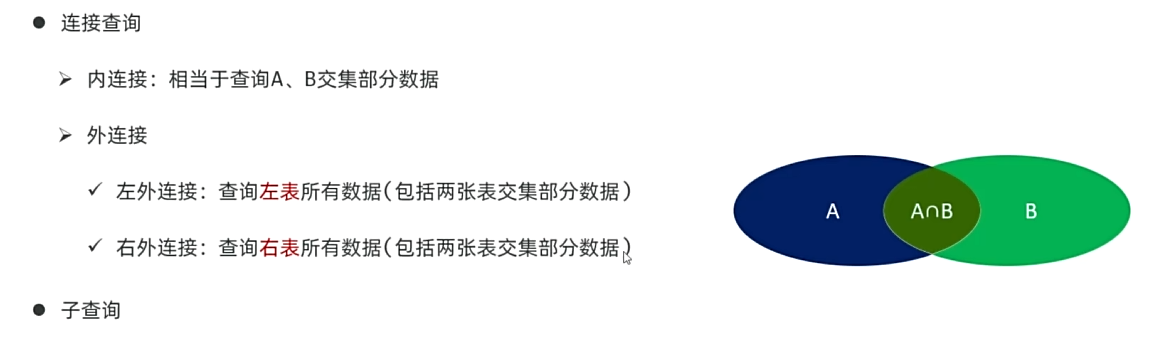 ● 连接查询
➢ 内连接：相当于查询A、B交集部分数据
➢ 外连接
✓ 左外连接：查询左表所有数据(包括两张表交集部分数据)
✓ 右外连接：查询右表所有数据(包括两张表交集部分数据)
A A∩B B
● 子查询